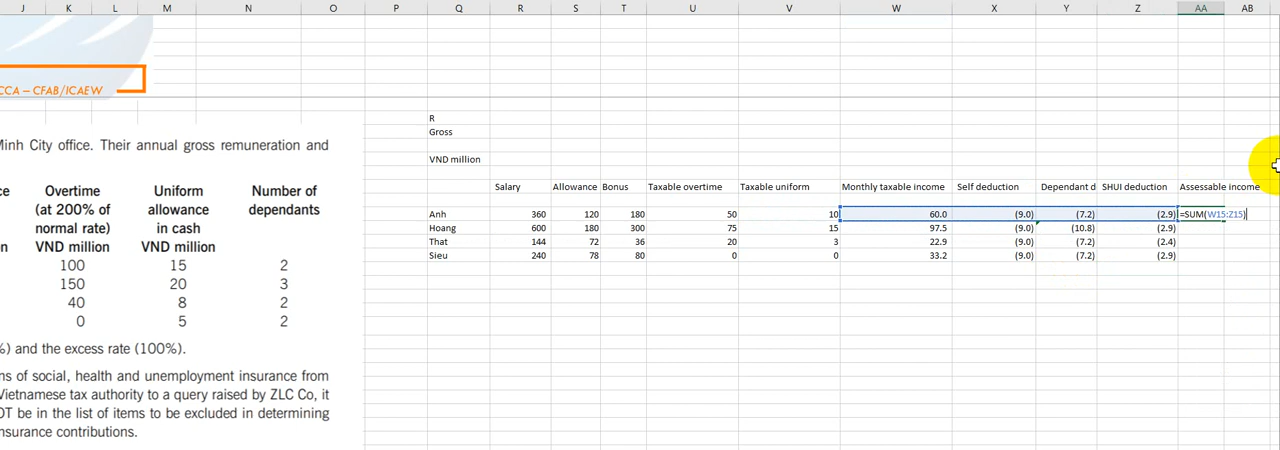 J K L M N O P Q R S T U V W X Y Z AA AB
CCA – CFAB/ICAEW
R
Gross
Minh City office. Their annual gross remuneration and
VND million
Salary Allowance Bonus Taxable overtime Taxable uniform Monthly taxable income Self deduction Dependant d SHUI deduction Assessable income
Overtime Uniform Number of
(at 200% of allowance dependants
normal rate) in cash
VND million VND million
Anh 360 120 180 50 10 60.0 (9.0) (7.2) (2.9) =SUM(W15:Z15)
Hoang 600 180 300 75 15 97.5 (9.0) (10.8) (2.9)
That 144 72 36 20 3 22.9 (9.0) (7.2) (2.4)
Sieu 240 78 80 0 0 33.2 (9.0) (7.2) (2.9)
100 15 2
150 20 3
40 8 2
0 5 2
%) and the excess rate (100%).
ms of social, health and unemployment insurance from
Vietnamese tax authority to a query raised by ZLC Co, it
OT be in the list of items to be excluded in determining
nsurance contributions.